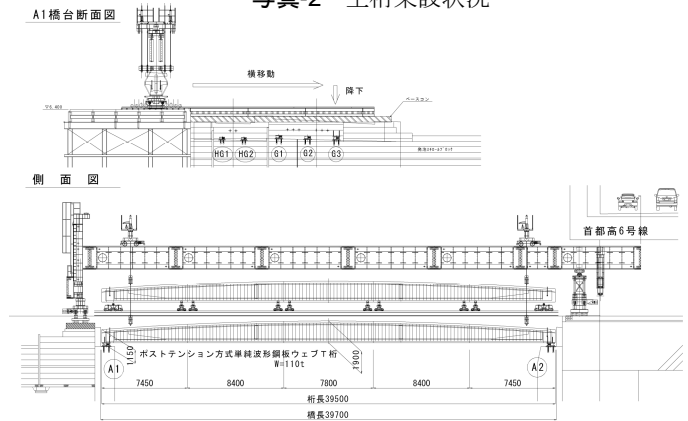 写真-2 主桁架設状況
A1橋台断面図
横移動
降下
ベースコン
HG1 HG2 G1 G2 G3
側面図
首都高6号線
ポストテンション方式単純波形鋼板ウェブT桁
W=110t
1150
1900
A1
A2
7450 8400 7800 8400 7450
桁長39500
橋長39700